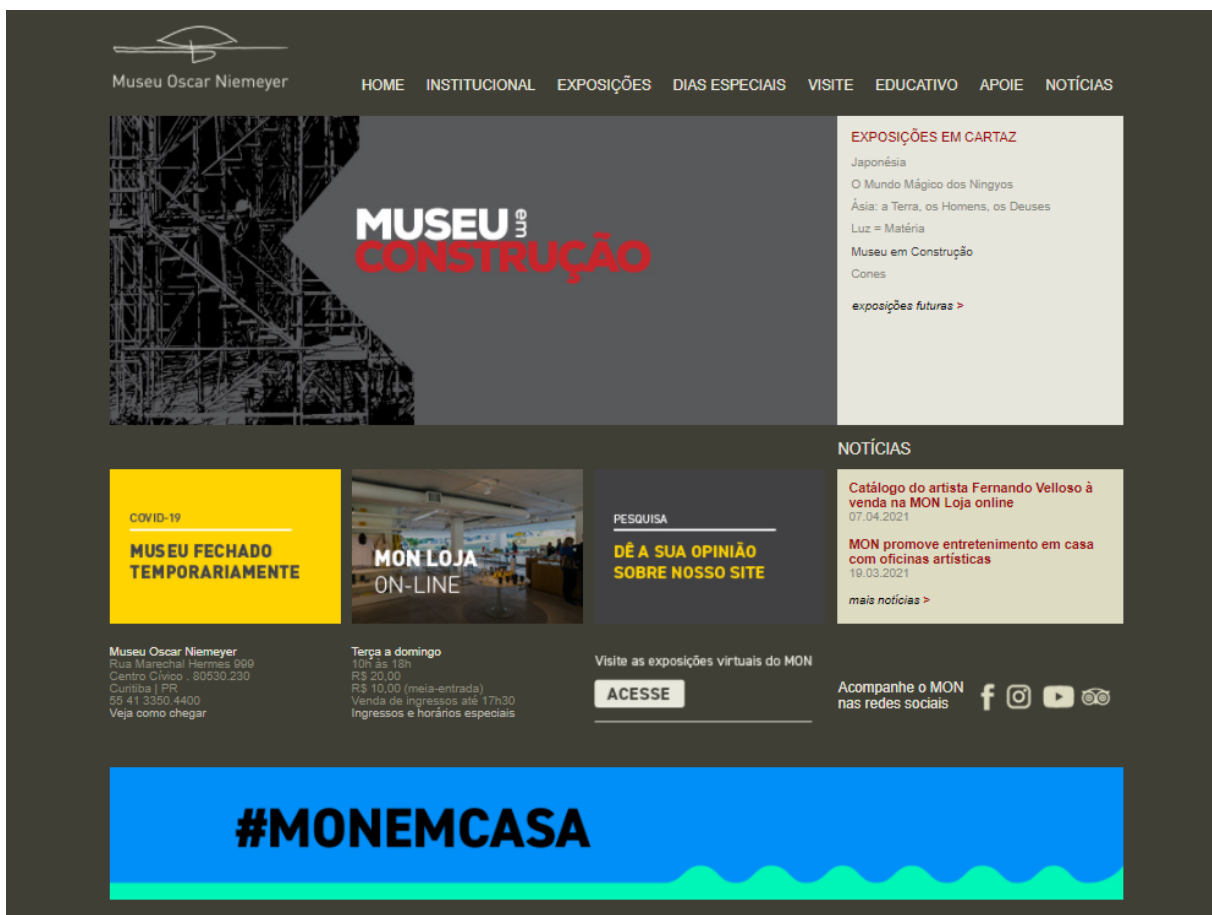 Museu Oscar Niemeyer
HOME INSTITUCIONAL EXPOSIÇÕES DIAS ESPECIAIS VISITE EDUCATIVO APOIE NOTÍCIAS
MUSEU em
CONSTRUÇÃO
EXPOSIÇÕES EM CARTAZ
Japonésia
O Mundo Mágico dos Ningyos
Ásia: a Terra, os Homens, os Deuses
Luz = Matéria
Museu em Construção
Cones
exposições futuras >
COVID-19
MUSEU FECHADO
TEMPORARIAMENTE
MON LOJA
ON-LINE
PESQUISA
DÊ A SUA OPINIÃO
SOBRE NOSSO SITE
NOTÍCIAS
Catálogo do artista Fernando Velloso à
venda na MON Loja online
07.04.2021
MON promove entretenimento em casa
com oficinas artísticas
19.03.2021
mais notícias >
Museu Oscar Niemeyer
Rua Marechal Hermes 999
Centro Cívico . 80530.230
Curitiba | PR
55 41 3350.4400
Veja como chegar
Terça a domingo
10h às 18h
R$ 20,00
R$ 10,00 (meia-entrada)
Venda de ingressos até 17h30
Ingressos e horários especiais
Visite as exposições virtuais do MON
ACESSE
Acompanhe o MON
nas redes sociais
#MONEMCASA